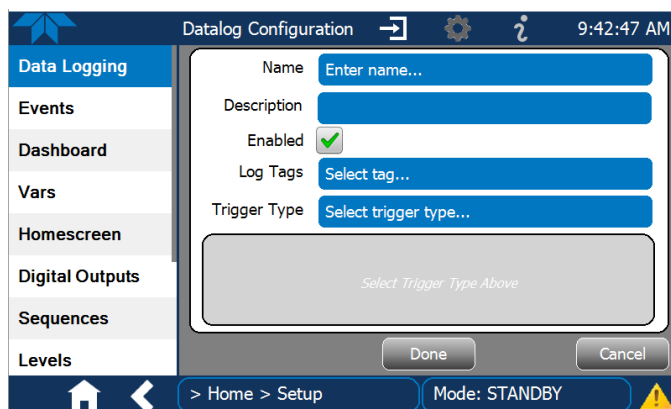 Datalog Configuration
9:42:47 AM
Data Logging
Events
Dashboard
Vars
Homescreen
Digital Outputs
Sequences
Levels
Name
Enter name...
Description
Enabled
Log Tags
Select tag...
Trigger Type
Select trigger type...
Select Trigger Type Above
Done
Cancel
> Home > Setup
Mode: STANDBY